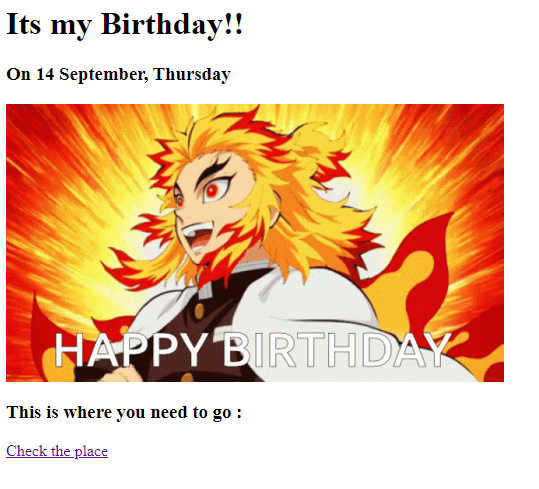 Its my Birthday!!
On 14 September, Thursday
HAPPY BIRTHDAY
This is where you need to go :
Check the place